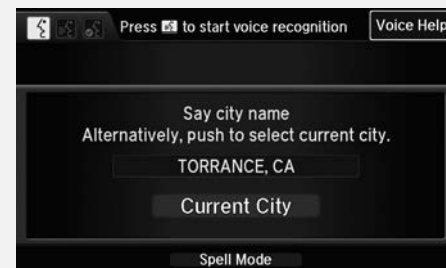 Press to start voice recognition
Voice Help
Say city name
Alternatively, push to select current city.
TORRANCE, CA
Current City
Spell Mode